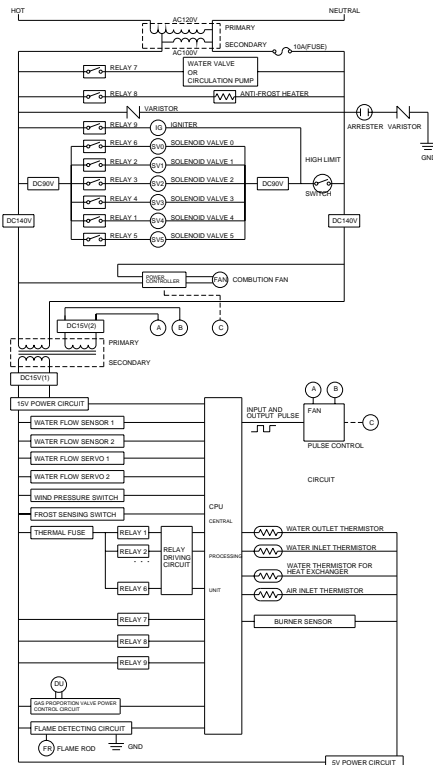 HOT
NEUTRAL
AC120V
PRIMARY
SECONDARY
AC100V
10A(FUSE)
RELAY 7
WATER VALVE
OR
CIRCULATION PUMP
RELAY 8
ANTI-FROST HEATER
VARISTOR
ARRESTER
VARISTOR
GND
RELAY 9
IG
IGNITER
RELAY 6
SV0
SOLENOID VALVE 0
RELAY 2
SV1
SOLENOID VALVE 1
HIGH LIMIT
SWITCH
DC90V
RELAY 3
SV2
SOLENOID VALVE 2
DC90V
RELAY 4
SV3
SOLENOID VALVE 3
RELAY 1
SV4
SOLENOID VALVE 4
RELAY 5
SV5
SOLENOID VALVE 5
DC140V
DC140V
POWER
CONTROLLER
FAN
COMBUTION FAN
DC15V(2)
A
B
C
PRIMARY
SECONDARY
DC15V(1)
15V POWER CIRCUIT
WATER FLOW SENSOR 1
WATER FLOW SENSOR 2
WATER FLOW SERVO 1
WATER FLOW SERVO 2
WIND PRESSURE SWITCH
FROST SENSING SWITCH
THERMAL FUSE
RELAY 1
RELAY 2
. . .
RELAY 6
RELAY
DRIVING
CIRCUIT
RELAY 7
RELAY 8
RELAY 9
DU
GAS PROPORTION VALVE POWER
CONTROL CIRCUIT
FLAME DETECTING CIRCUIT
FR
FLAME ROD
GND
CPU
CENTRAL
PROCESSING
UNIT
INPUT AND
OUTPUT PULSE
A
B
FAN
C
PULSE CONTROL
CIRCUIT
WATER OUTLET THERMISTOR
WATER INLET THERMISTOR
WATER THERMISTOR FOR
HEAT EXCHANGER
AIR INLET THERMISTOR
BURNER SENSOR
5V POWER CIRCUIT